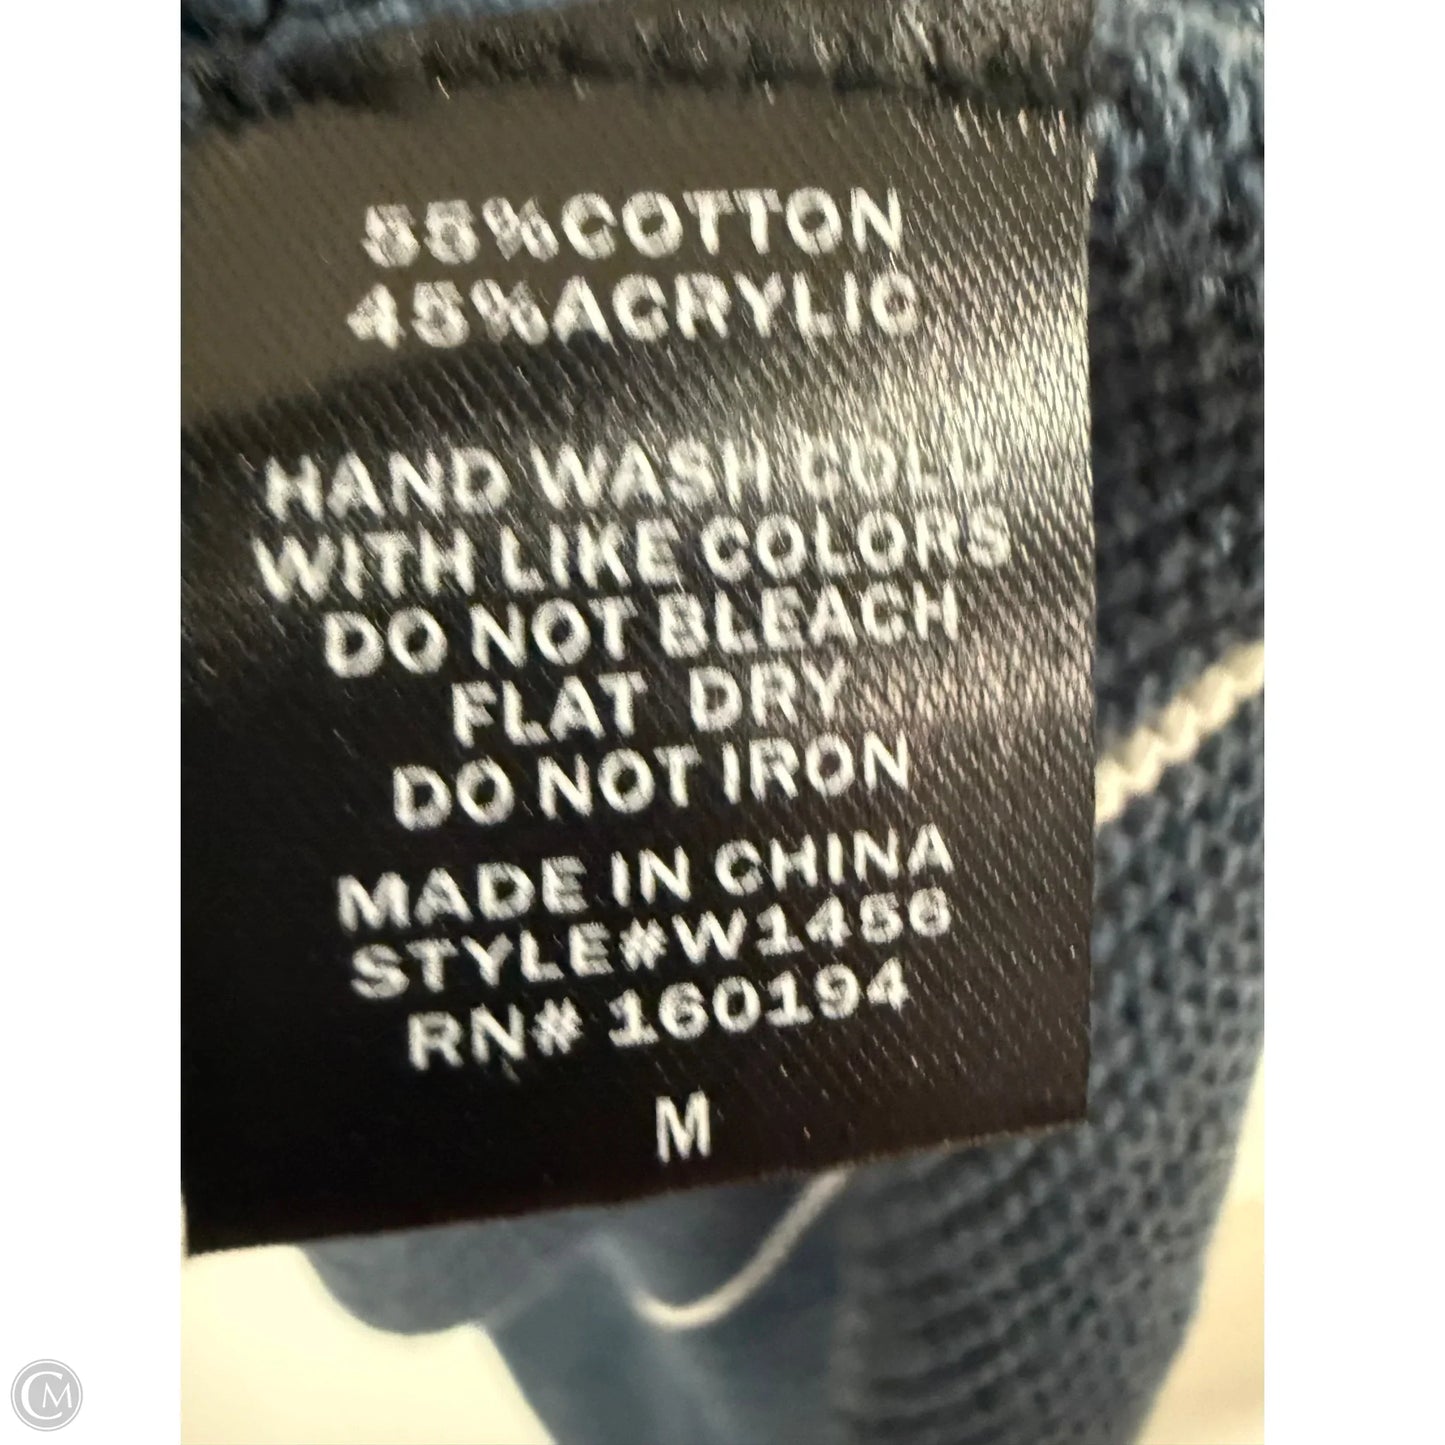 55%COTTON
45%ACRYLIC
HAND WASH COLD
WITH LIKE COLORS
DO NOT BLEACH
FLAT DRY
DO NOT IRON
MADE IN CHINA
STYLE#W1456
RN# 160194
M
CM